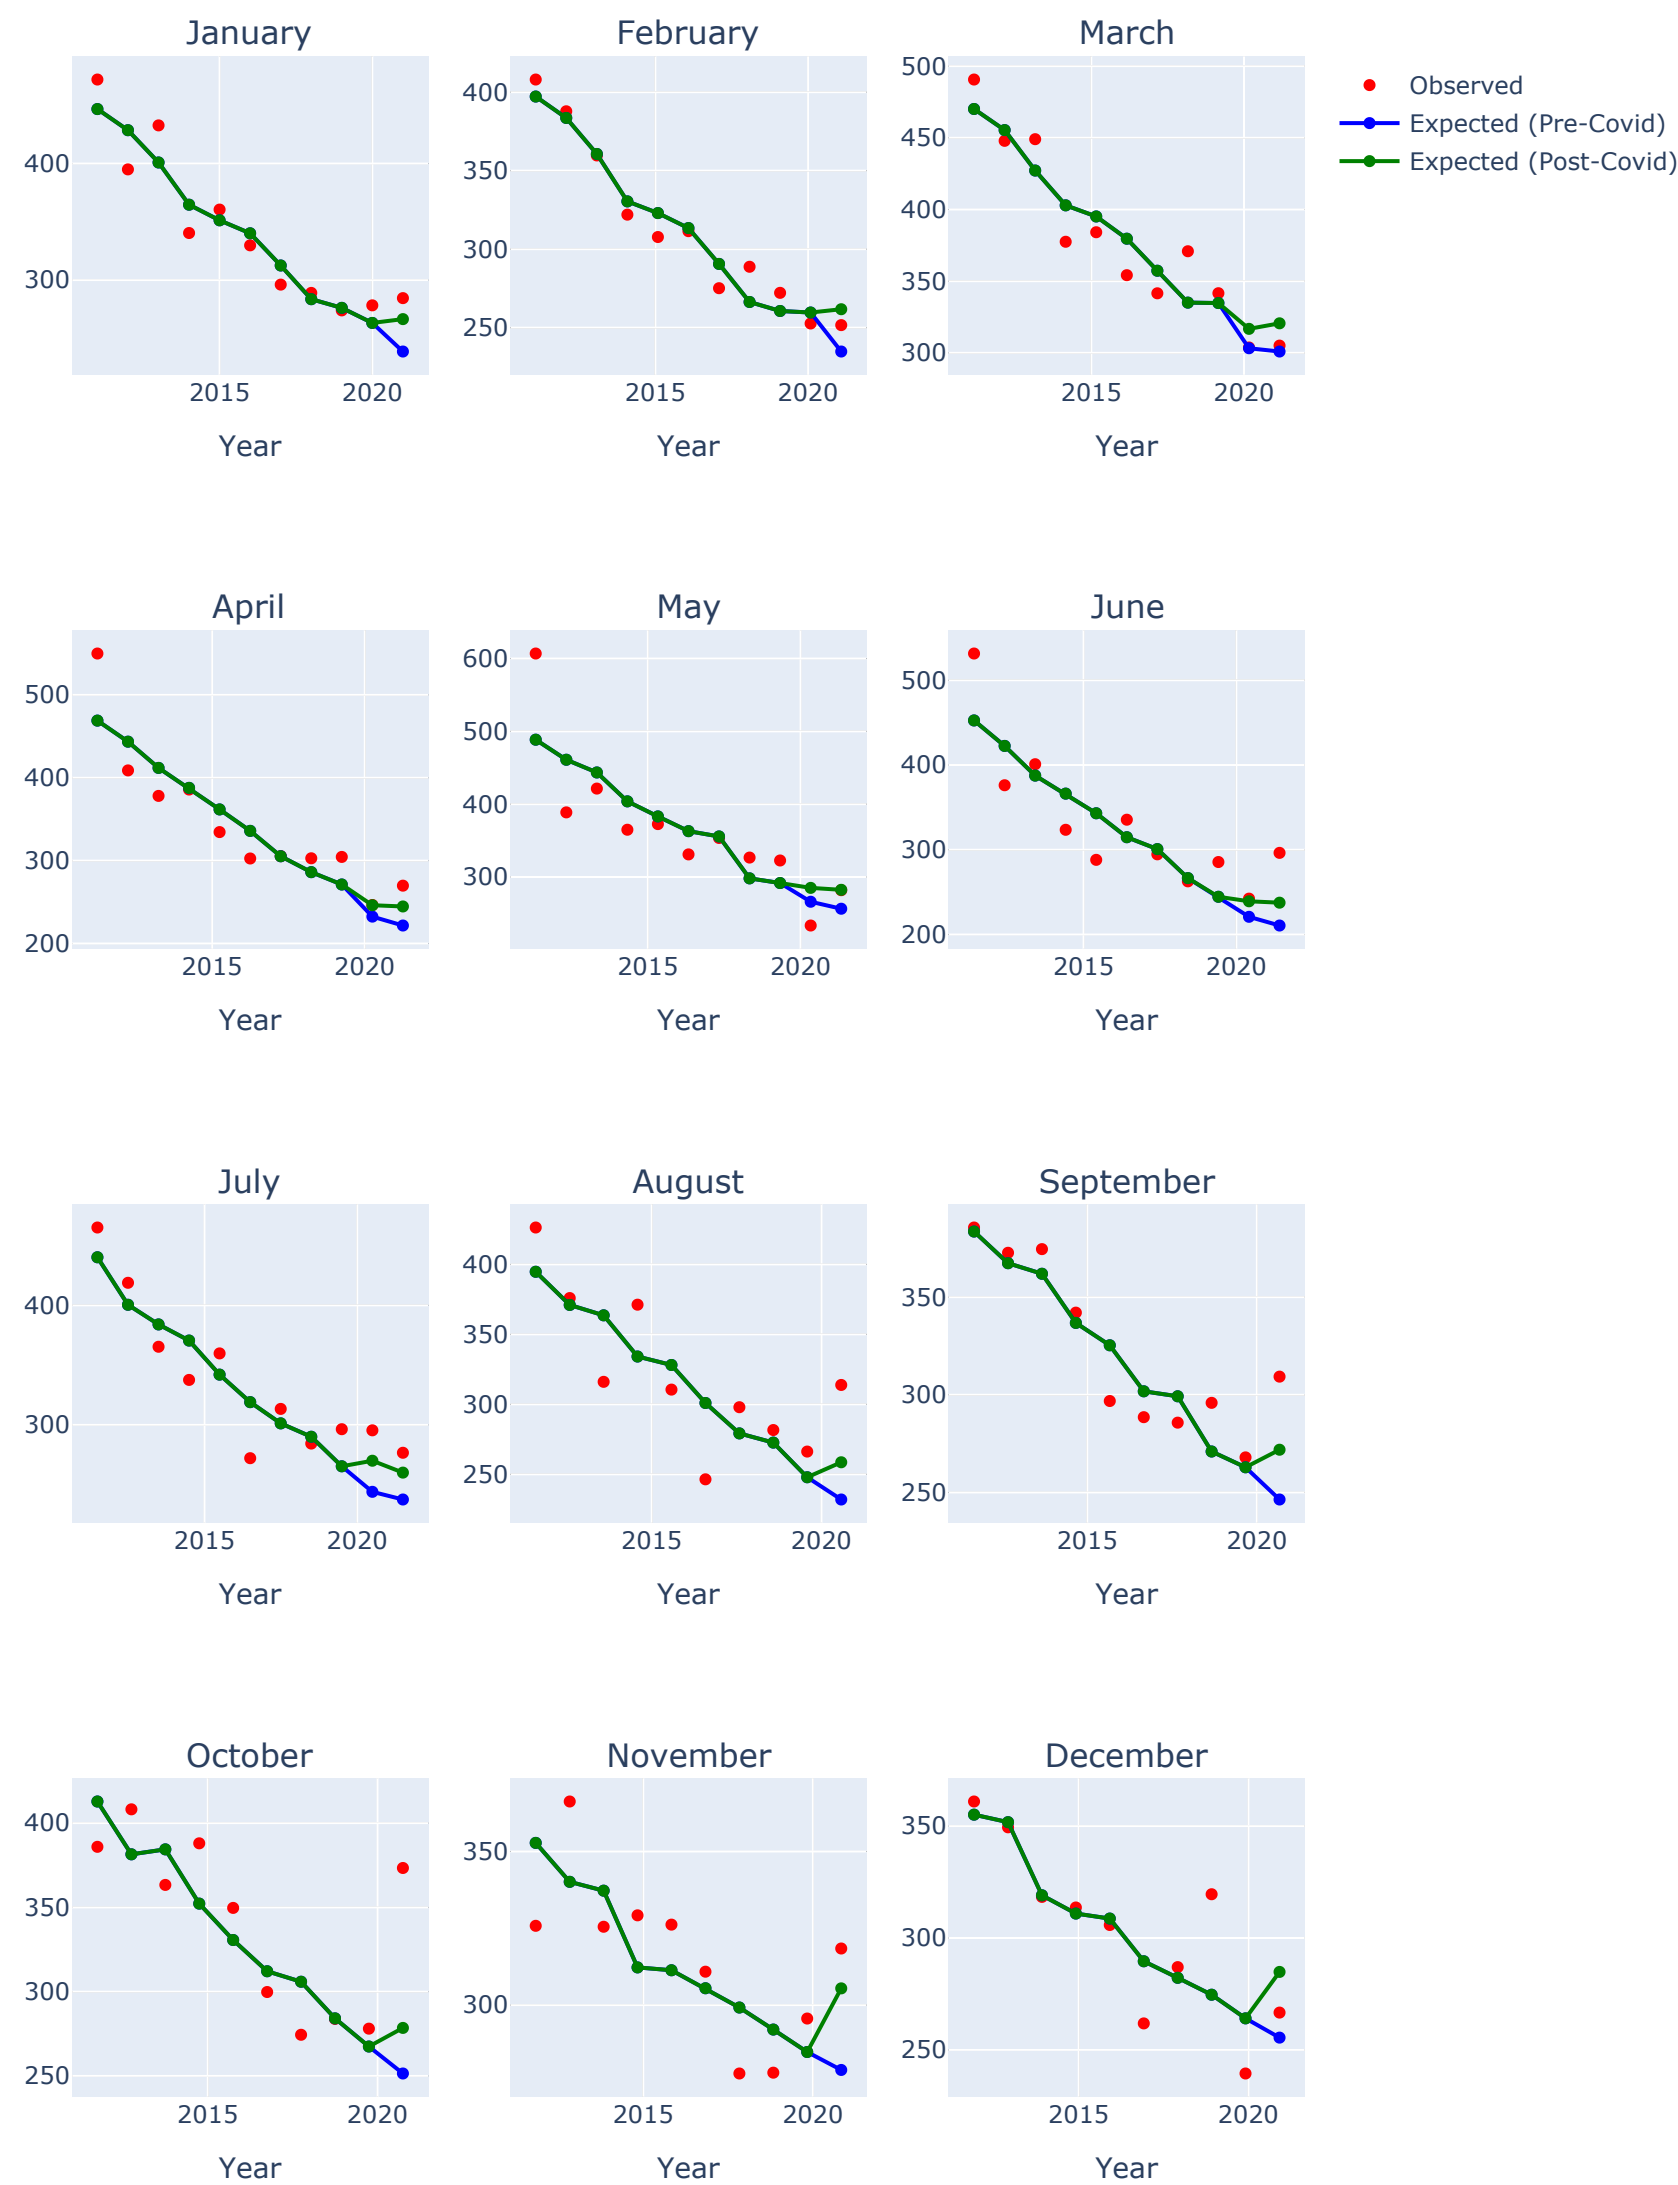 January
February
March
Observed
Expected (Pre-Covid)
Expected (Post-Covid)
400
300
2015
2020
Year
400
350
300
250
2015
2020
Year
500
450
400
350
300
2015
2020
Year
April
May
June
500
400
300
200
2015
2020
Year
600
500
400
300
2015
2020
Year
500
400
300
200
2015
2020
Year
July
August
September
400
300
2015
2020
Year
400
350
300
250
2015
2020
Year
350
300
250
2015
2020
Year
October
November
December
400
350
300
250
2015
2020
Year
350
300
2015
2020
Year
350
300
250
2015
2020
Year